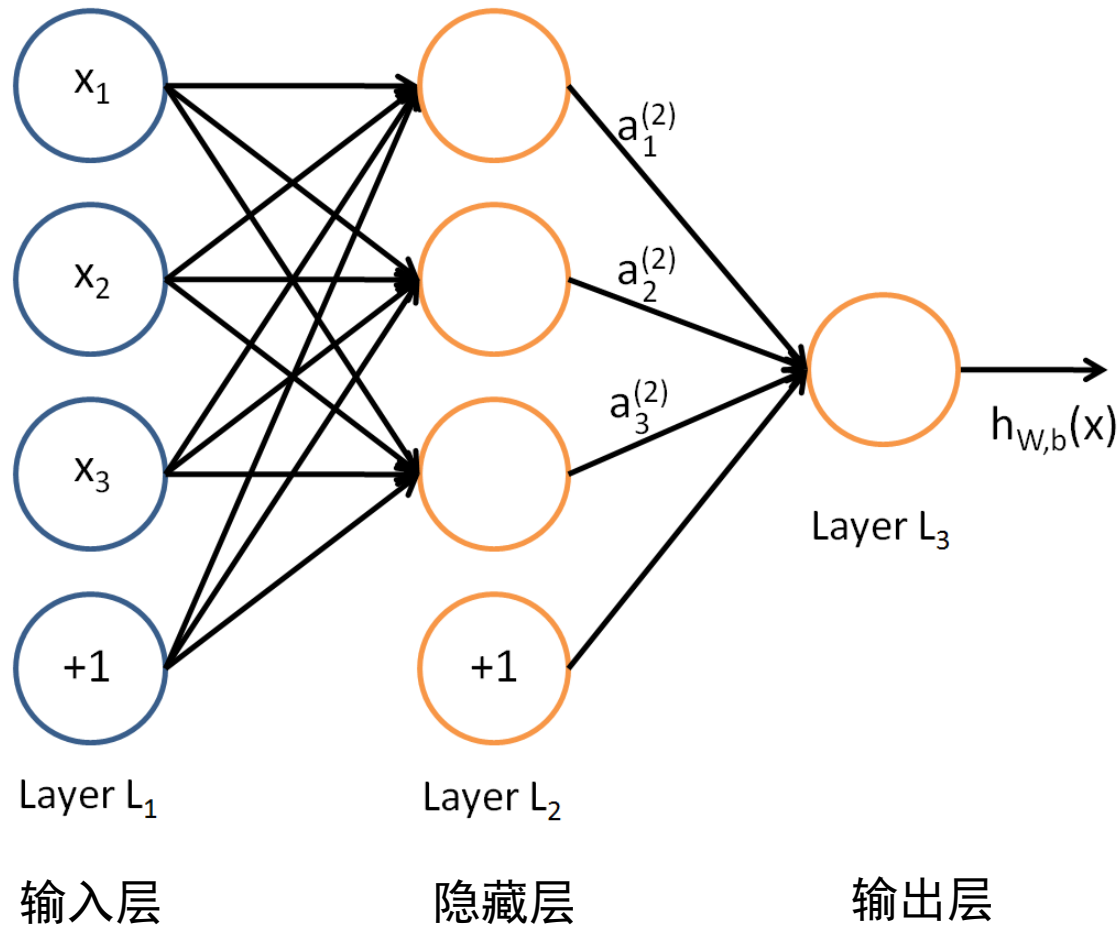 x₁
a₁⁽²⁾
x₂
a₂⁽²⁾
x₃
a₃⁽²⁾
h_W,b(x)
Layer L₃
+1
+1
Layer L₁
Layer L₂
输入层
隐藏层
输出层